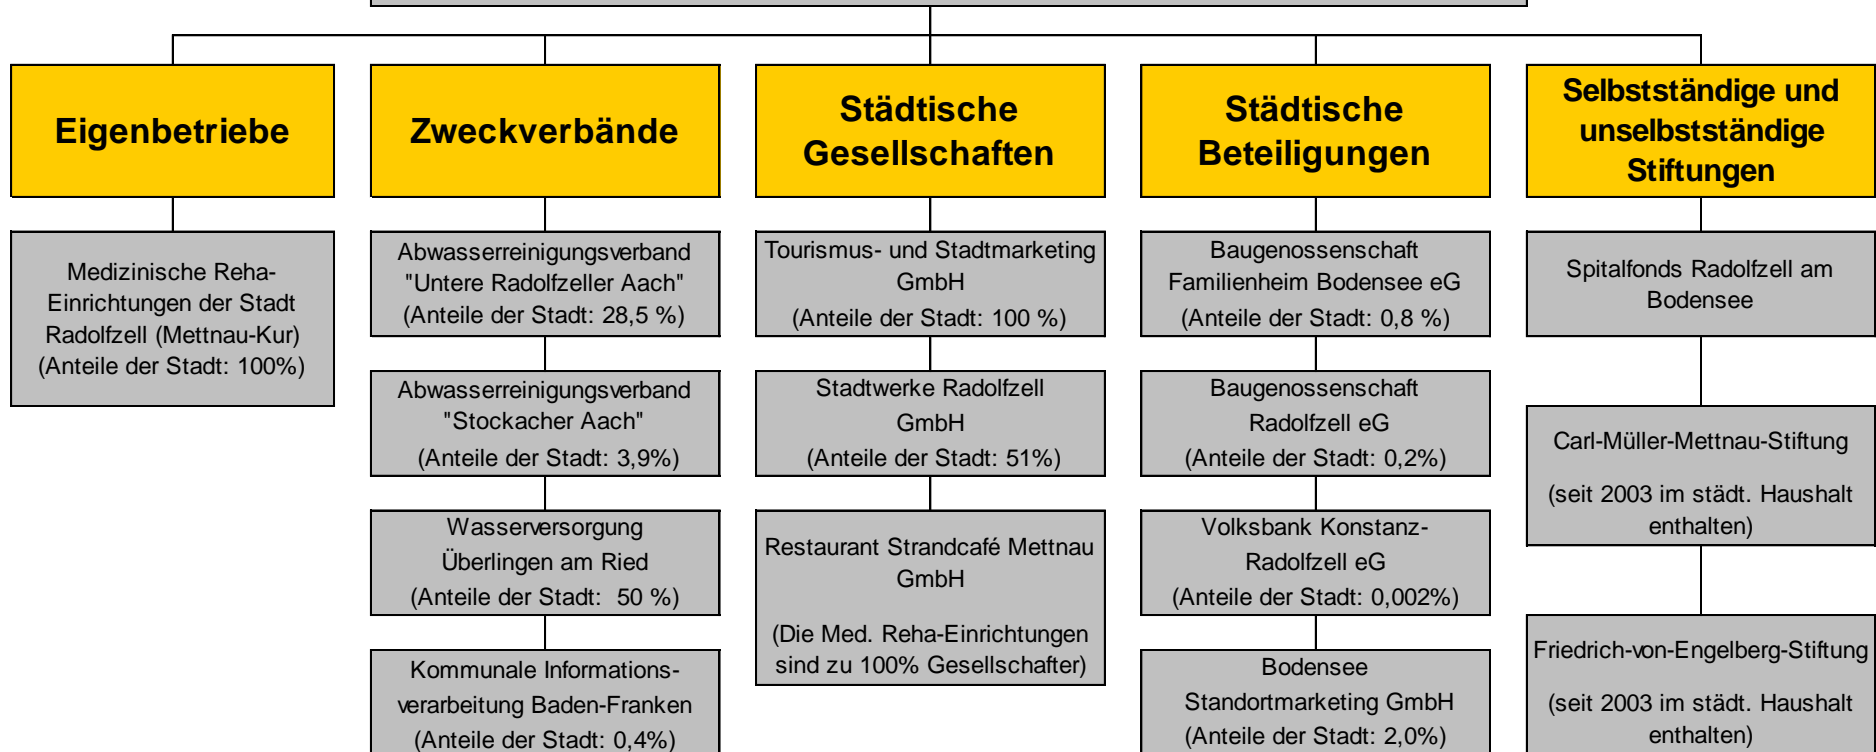 Eigenbetriebe
Medizinische Reha-
Einrichtungen der Stadt
Radolfzell (Mettnau-Kur)
(Anteile der Stadt: 100%)
Zweckverbände
Abwasserreinigungsverband
"Untere Radolfzeller Aach"
(Anteile der Stadt: 28,5 %)
Abwasserreinigungsverband
"Stockacher Aach"
(Anteile der Stadt: 3,9%)
Wasserversorgung
Überlingen am Ried
(Anteile der Stadt:  50 %)
Kommunale Informations-
verarbeitung Baden-Franken
(Anteile der Stadt: 0,4%)
Städtische
Gesellschaften
Tourismus- und Stadtmarketing
GmbH
(Anteile der Stadt: 100 %)
Stadtwerke Radolfzell
GmbH
(Anteile der Stadt: 51%)
Restaurant Strandcafé Mettnau
GmbH
(Die Med. Reha-Einrichtungen
sind zu 100% Gesellschafter)
Städtische
Beteiligungen
Baugenossenschaft
Familienheim Bodensee eG
(Anteile der Stadt: 0,8 %)
Baugenossenschaft
Radolfzell eG
(Anteile der Stadt: 0,2%)
Volksbank Konstanz-
Radolfzell eG
(Anteile der Stadt: 0,002%)
Bodensee
Standortmarketing GmbH
(Anteile der Stadt: 2,0%)
Selbstständige und
unselbstständige
Stiftungen
Spitalfonds Radolfzell am
Bodensee
Carl-Müller-Mettnau-Stiftung
(seit 2003 im städt. Haushalt
enthalten)
Friedrich-von-Engelberg-Stiftung
(seit 2003 im städt. Haushalt
enthalten)